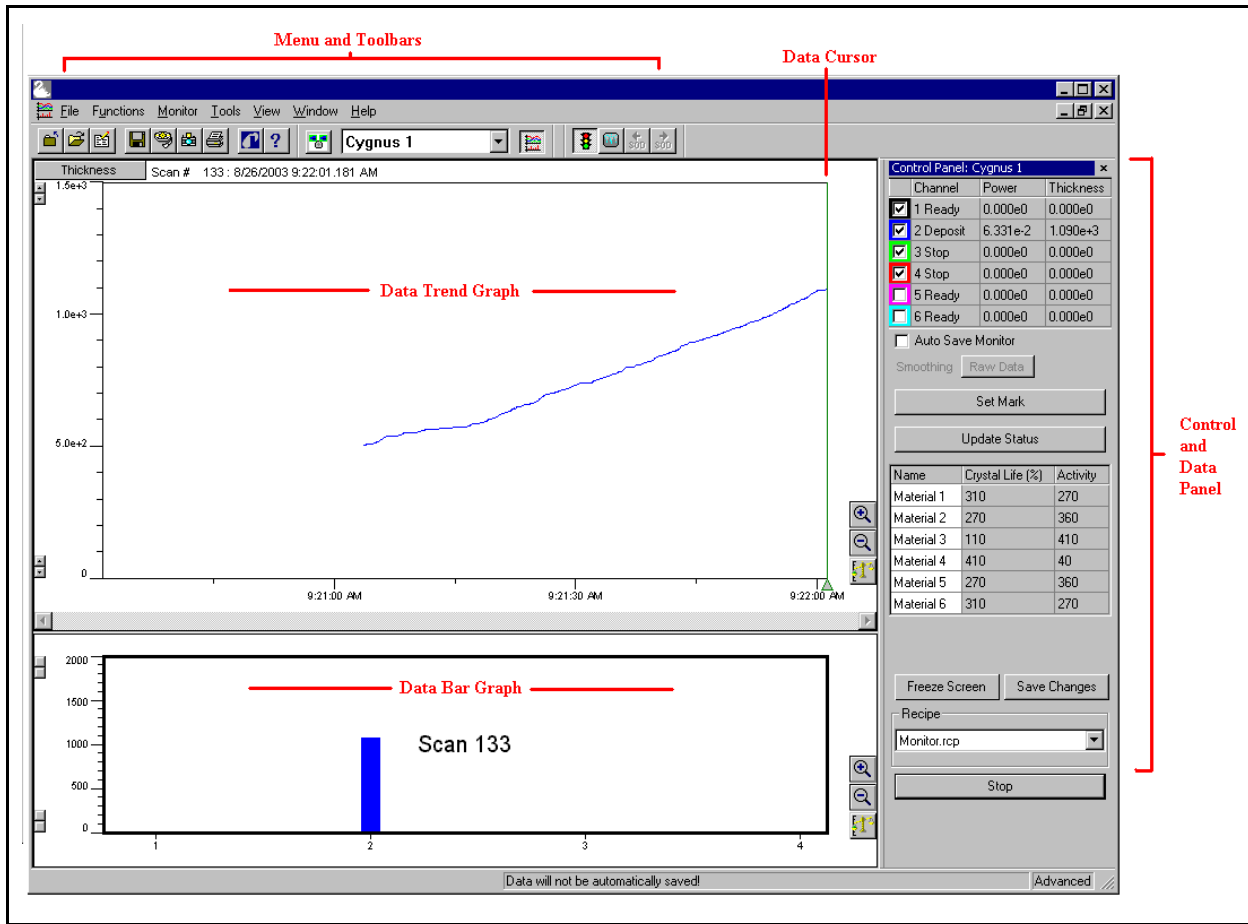 Menu and Toolbars
Data Cursor
File Functions Monitor Tools View Window Help
Cygnus 1
Thickness
Scan # 133 : 8/26/2003 9:22:01.181 AM
1.5e+3
1.0e+3
5.0e+2
0
Data Trend Graph
9:21:00 AM 9:21:30 AM 9:22:00 AM
2000
1500
1000
500
0
Data Bar Graph
Scan 133
1 2 3 4
Control Panel: Cygnus 1
Channel Power Thickness
1 Ready 0.000e0 0.000e0
2 Deposit 6.331e-2 1.090e+3
3 Stop 0.000e0 0.000e0
4 Stop 0.000e0 0.000e0
5 Ready 0.000e0 0.000e0
6 Ready 0.000e0 0.000e0
Auto Save Monitor
Smoothing Raw Data
Set Mark
Update Status
Name Crystal Life (%) Activity
Material 1 310 270
Material 2 270 360
Material 3 110 410
Material 4 410 40
Material 5 270 360
Material 6 310 270
Freeze Screen Save Changes
Recipe
Monitor.rcp
Stop
Control
and
Data
Panel
Data will not be automatically saved!
Advanced